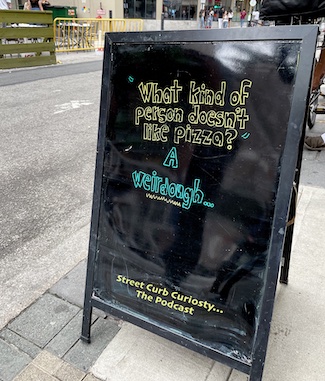 "What kind of
person doesn't
like pizza?"
A
weirdough...
Street Curb Curiosty...
The Podcast